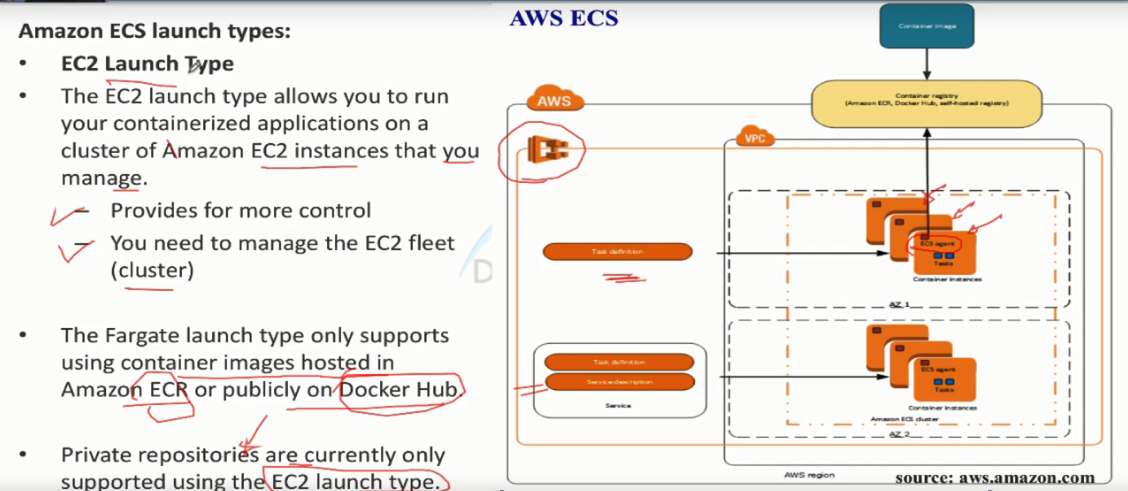 Amazon ECS launch types:
• EC2 Launch Type
• The EC2 launch type allows you to run
your containerized applications on a
cluster of Amazon EC2 instances that you
manage.
– Provides for more control
– You need to manage the EC2 fleet
(cluster)
• The Fargate launch type only supports
using container images hosted in
Amazon ECR or publicly on Docker Hub.
• Private repositories are currently only
supported using the EC2 launch type.
AWS ECS
Container image
Container registry
(Amazon ECR, Docker Hub, self-hosted registry)
AWS
VPC
Task definition
ECS agent
Tasks
Container instances
AZ 1
Task definition
Service description
Service
ECS agent
Tasks
Container instances
Amazon ECS cluster
AZ 2
AWS region
source: aws.amazon.com
D